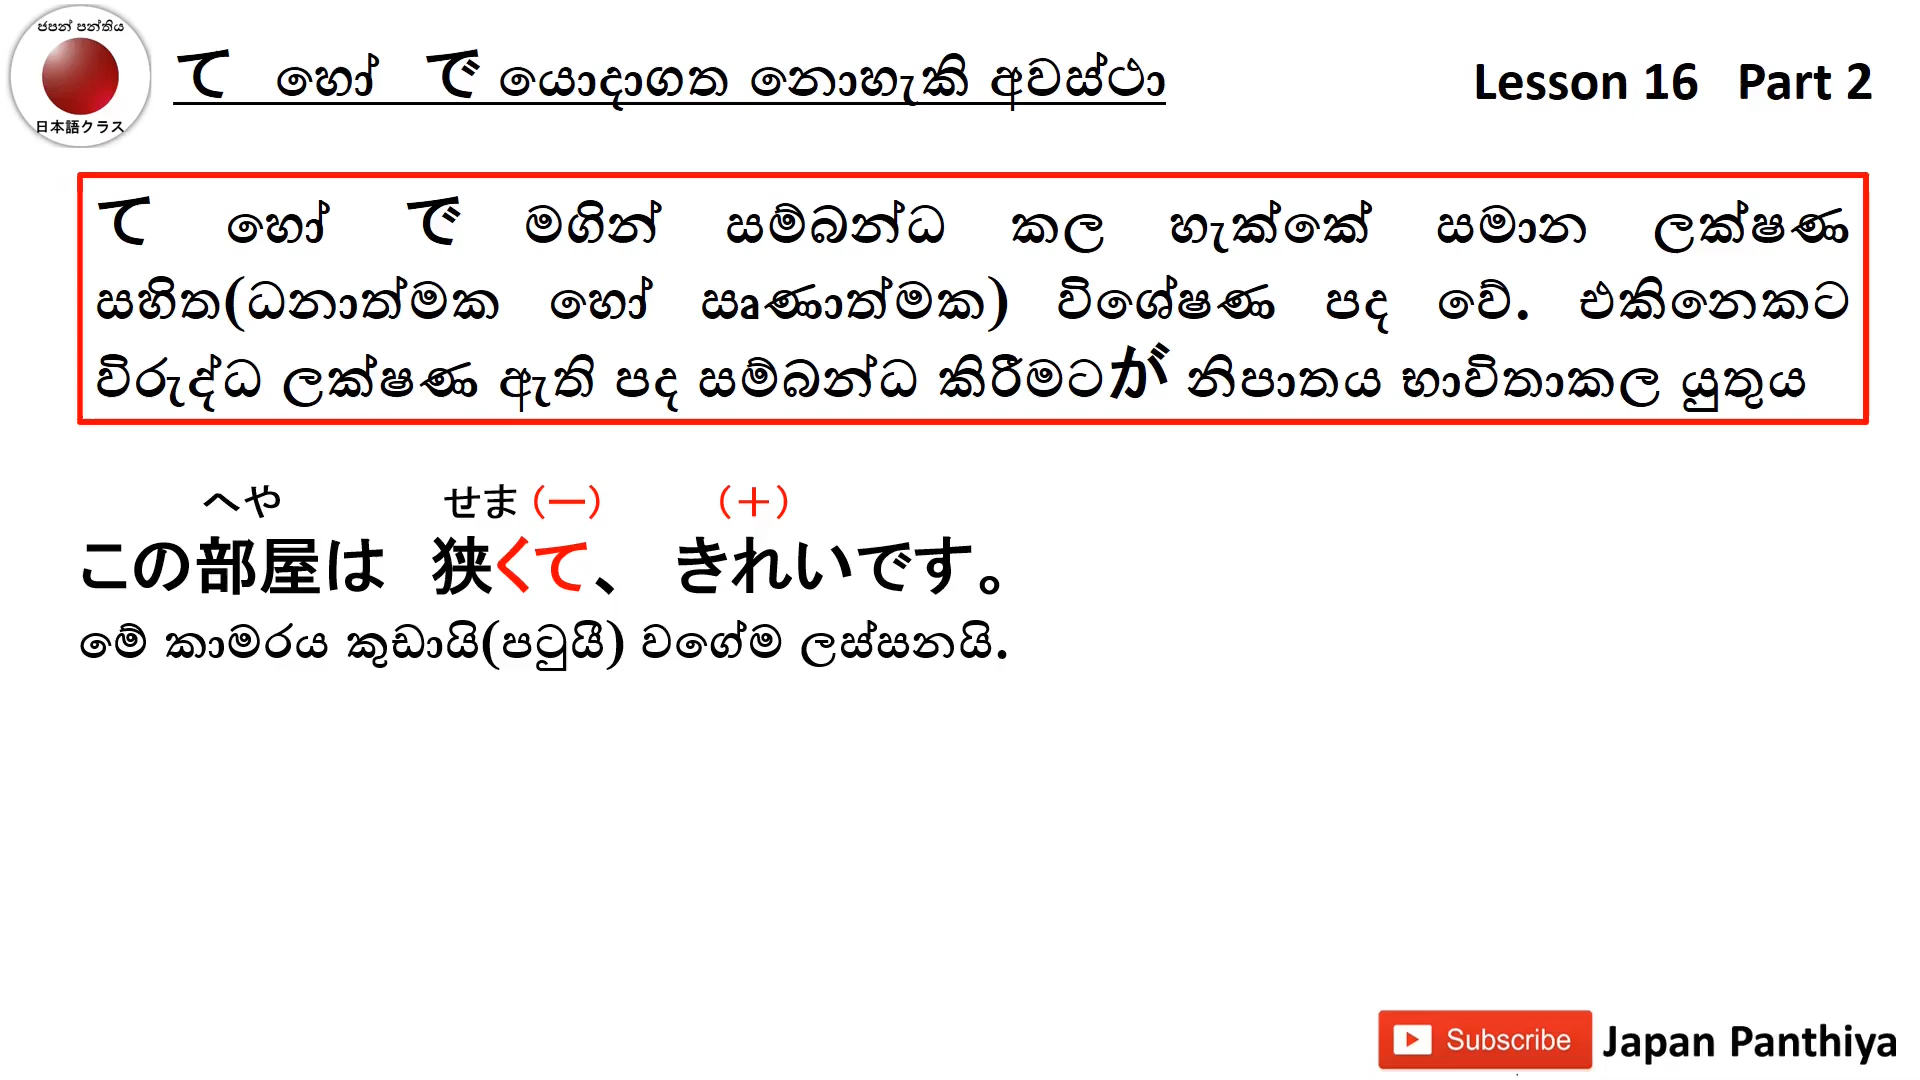 ජපන් පන්තිය
日本語クラス
て හෝ で යොදාගත නොහැකි අවස්ථා
Lesson 16 Part 2
て හෝ で මගින් සම්බන්ධ කල හැක්කේ සමාන ලක්ෂණ
සහිත(ධනාත්මක හෝ ඍණාත්මක) විශේෂණ පද වේ. එකිනෙකට
විරුද්ධ ලක්ෂණ ඇති පද සම්බන්ධ කිරීමටが නිපාතය භාවිතාකල යුතුය
へや せま (ー) (+)
この部屋は 狭くて、 きれいです。
මේ කාමරය කුඩායි(පටුයී) වගේම ලස්සනයි.
Subscribe Japan Panthiya